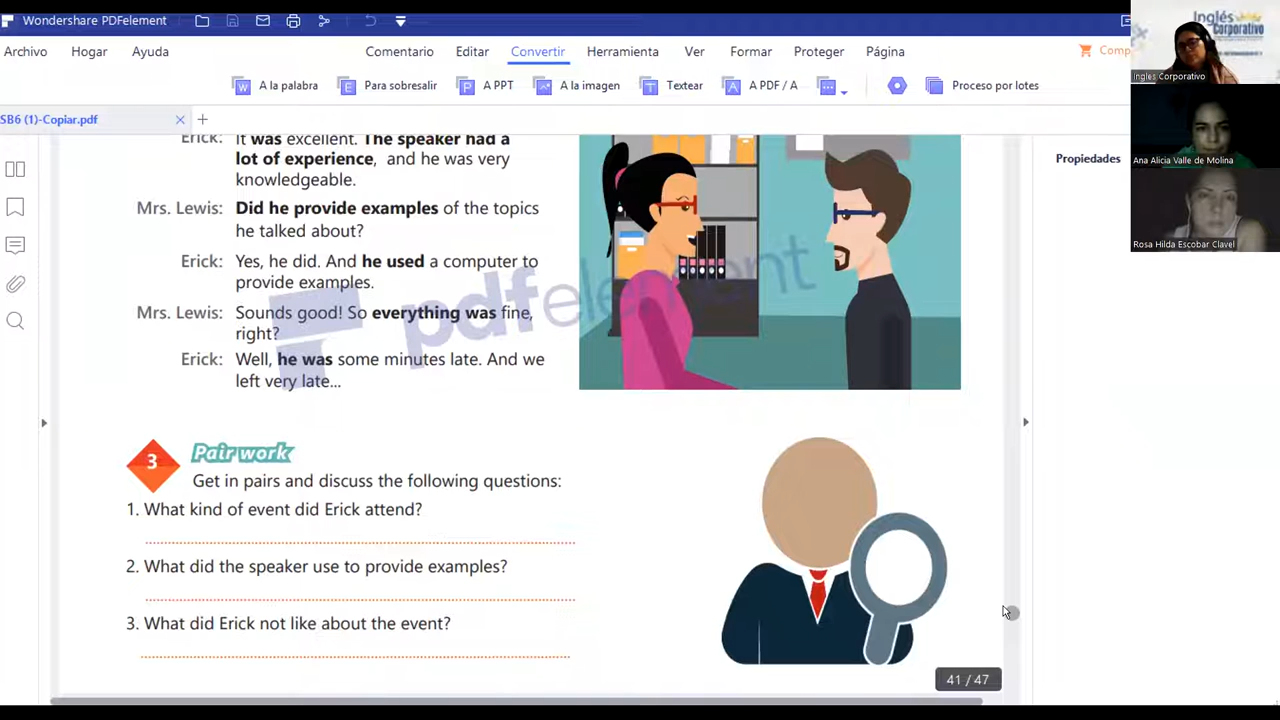 Wondershare PDFelement
Archivo Hogar Ayuda Comentario Editar Convertir Herramienta Ver Formar Proteger Página Comp
A la palabra Para sobresalir A PPT A la imagen Textear A PDF / A Proceso por lotes
SB6 (1)-Copiar.pdf
Propiedades
Inglés
Corporativo
Ingles Corporativo
Ana Alicia Valle de Molina
Rosa Hilda Escobar Clavel
Erick: It was excellent. The speaker had a
lot of experience, and he was very
knowledgeable.
Mrs. Lewis: Did he provide examples of the topics
he talked about?
Erick: Yes, he did. And he used a computer to
provide examples.
Mrs. Lewis: Sounds good! So everything was fine,
right?
Erick: Well, he was some minutes late. And we
left very late...
pdfelement
3 Pair work
Get in pairs and discuss the following questions:
1. What kind of event did Erick attend?
2. What did the speaker use to provide examples?
3. What did Erick not like about the event?
41 / 47